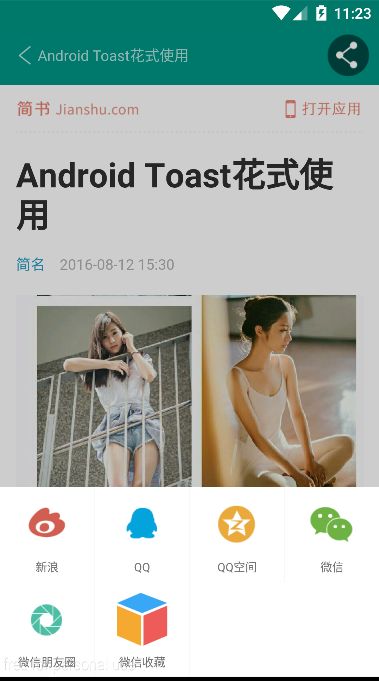 11:23
Android Toast花式使用
简书 Jianshu.com
打开应用
Android Toast花式使
用
简名 2016-08-12 15:30
新浪
QQ
QQ空间
微信
微信朋友圈
微信收藏